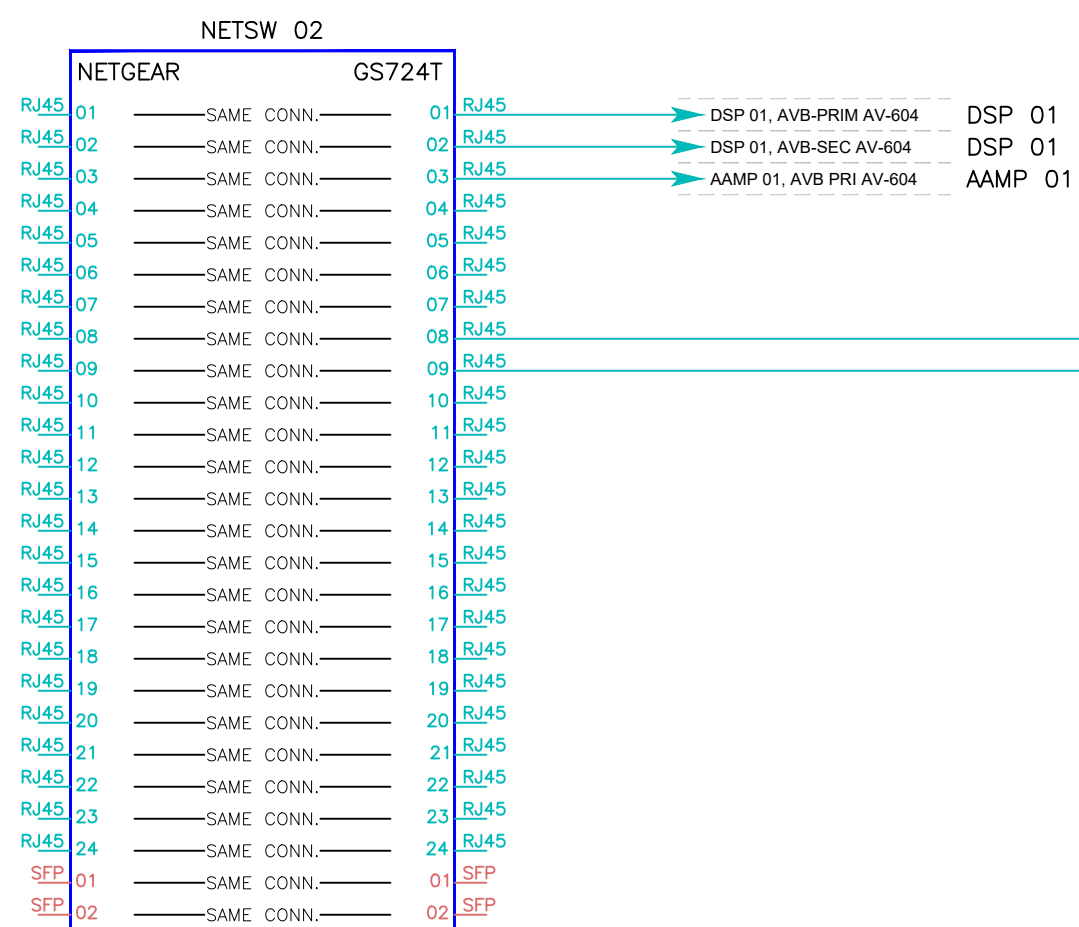 NETSW 02
NETGEAR GS724T
RJ45 01 SAME CONN. 01 RJ45 DSP 01, AVB-PRIM AV-604 DSP 01
RJ45 02 SAME CONN. 02 RJ45 DSP 01, AVB-SEC AV-604 DSP 01
RJ45 03 SAME CONN. 03 RJ45 AAMP 01, AVB PRI AV-604 AAMP 01
RJ45 04 SAME CONN. 04 RJ45
RJ45 05 SAME CONN. 05 RJ45
RJ45 06 SAME CONN. 06 RJ45
RJ45 07 SAME CONN. 07 RJ45
RJ45 08 SAME CONN. 08 RJ45
RJ45 09 SAME CONN. 09 RJ45
RJ45 10 SAME CONN. 10 RJ45
RJ45 11 SAME CONN. 11 RJ45
RJ45 12 SAME CONN. 12 RJ45
RJ45 13 SAME CONN. 13 RJ45
RJ45 14 SAME CONN. 14 RJ45
RJ45 15 SAME CONN. 15 RJ45
RJ45 16 SAME CONN. 16 RJ45
RJ45 17 SAME CONN. 17 RJ45
RJ45 18 SAME CONN. 18 RJ45
RJ45 19 SAME CONN. 19 RJ45
RJ45 20 SAME CONN. 20 RJ45
RJ45 21 SAME CONN. 21 RJ45
RJ45 22 SAME CONN. 22 RJ45
RJ45 23 SAME CONN. 23 RJ45
RJ45 24 SAME CONN. 24 RJ45
SFP 01 SAME CONN. 01 SFP
SFP 02 SAME CONN. 02 SFP